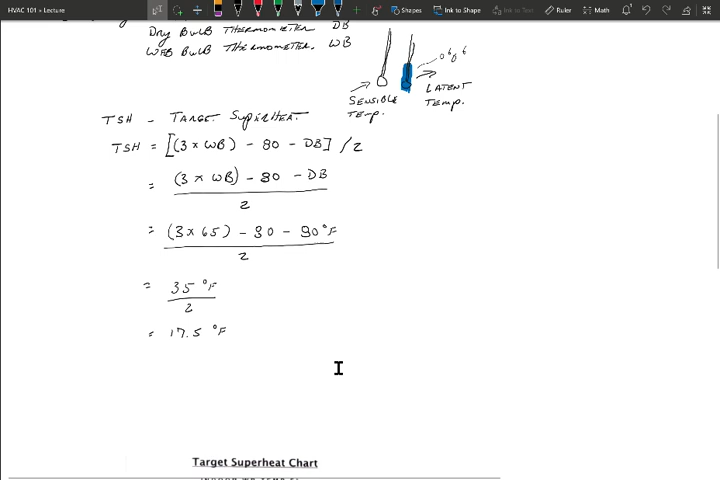 HVAC 101 » Lecture
Shapes Ink to Shape Ink to Text Ruler Math
DRY BULB THERMOMETER DB
WEB BULB THERMOMETER. WB
SENSIBLE TEMP.
LATENT TEMP.
TSH - TARGET SUPERHEAT
TSH = [(3 x WB) - 80 - DB] / 2
= (3 x WB) - 80 - DB
2
= (3 x 65) - 80 - 90°F
2
= 35 °F
2
= 17.5 °F
Target Superheat Chart